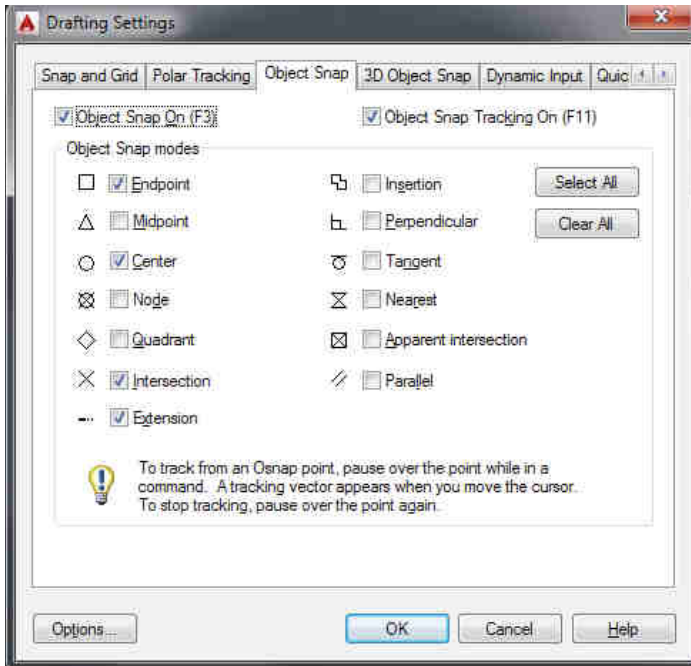 Drafting Settings
Snap and Grid Polar Tracking Object Snap 3D Object Snap Dynamic Input Quic
Object Snap On (F3) Object Snap Tracking On (F11)
Object Snap modes
Endpoint Insertion Select All
Midpoint Perpendicular Clear All
Center Tangent
Node Nearest
Quadrant Apparent intersection
Intersection Parallel
Extension
To track from an Osnap point, pause over the point while in a
command. A tracking vector appears when you move the cursor.
To stop tracking, pause over the point again.
Options... OK Cancel Help